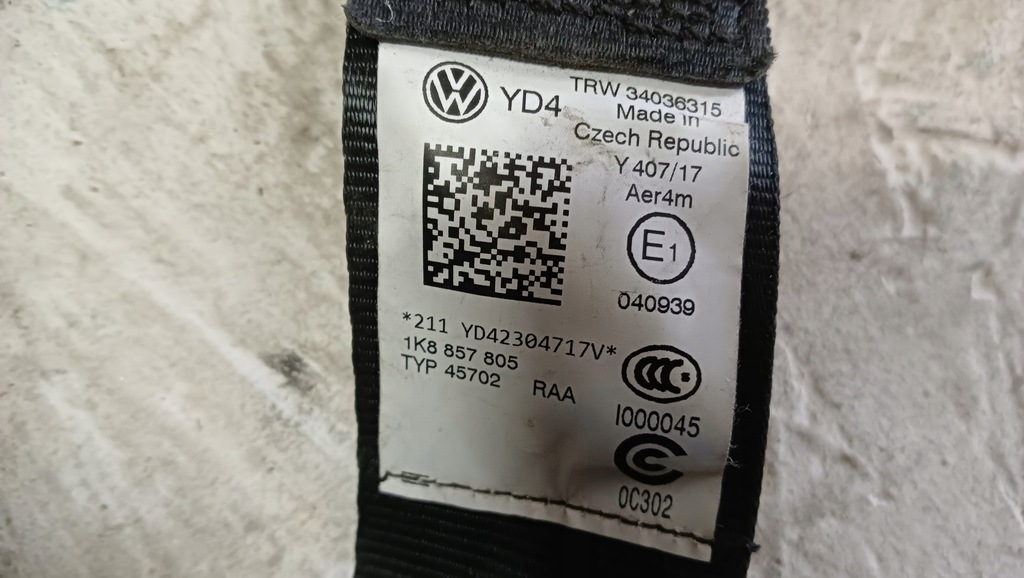 YD4
TRW 34036315
Made in
Czech Republic
Y 407/17
Aer4m
E1
040939
*211 YD42304717V*
1K8 857 805
TYP 45702 RAA
CCC
I000045
0C302